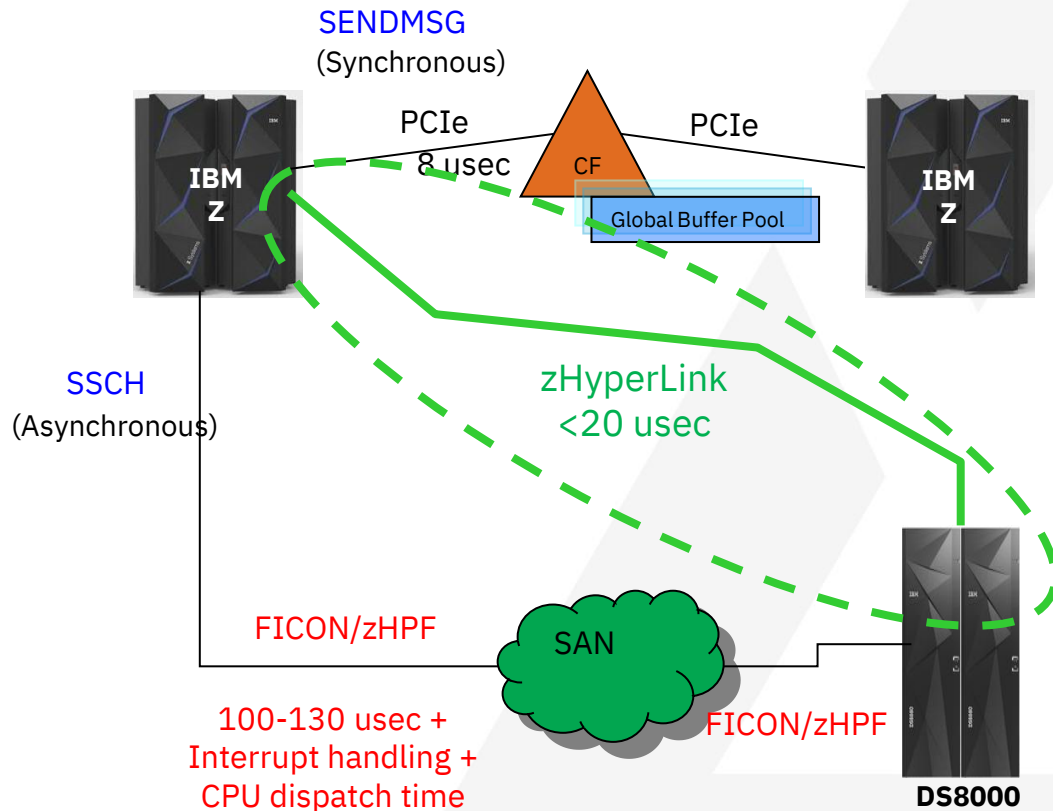 SENDMSG
(Synchronous)
PCIe
8 usec
CF
PCIe
Global Buffer Pool
IBM
Z
IBM
Z
SSCH
(Asynchronous)
zHyperLink
<20 usec
FICON/zHPF
SAN
FICON/zHPF
100-130 usec +
Interrupt handling +
CPU dispatch time
DS8000